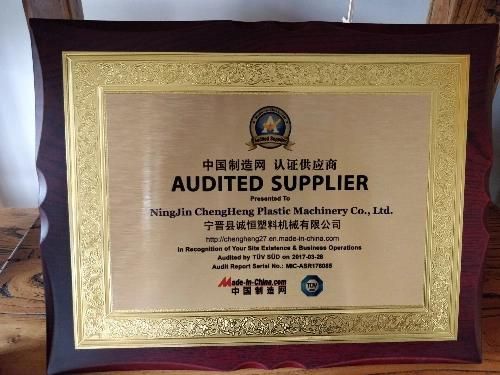 Audited Supplier
中国制造网 认证供应商
AUDITED SUPPLIER
Presented To
NingJin ChengHeng Plastic Machinery Co., Ltd.
宁晋县诚恒塑料机械有限公司
http://chengheng27.en.made-in-china.com
In Recognition of Your Site Existence & Business Operations
Audited by TÜV SÜD on 2017-03-28
Audit Report Serial No.: MIC-ASR178085
Made-in-China.com
中国制造网
TÜV